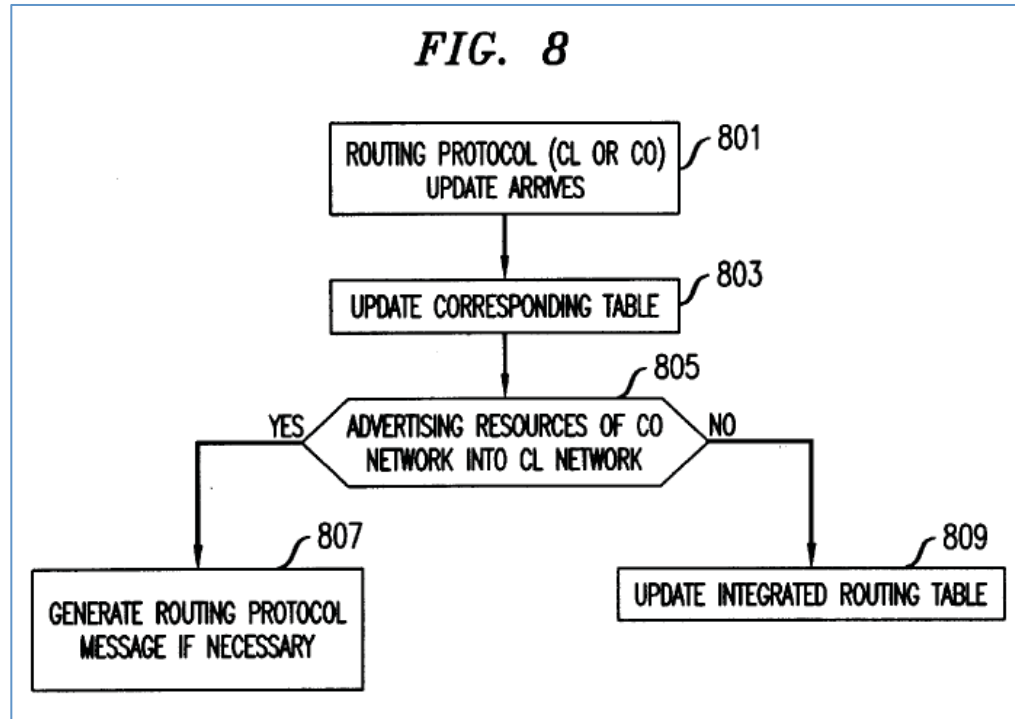 FIG. 8
ROUTING PROTOCOL (CL OR CO)
UPDATE ARRIVES
801
UPDATE CORRESPONDING TABLE
803
805
YES
ADVERTISING RESOURCES OF CO
NETWORK INTO CL NETWORK
NO
807
GENERATE ROUTING PROTOCOL
MESSAGE IF NECESSARY
809
UPDATE INTEGRATED ROUTING TABLE